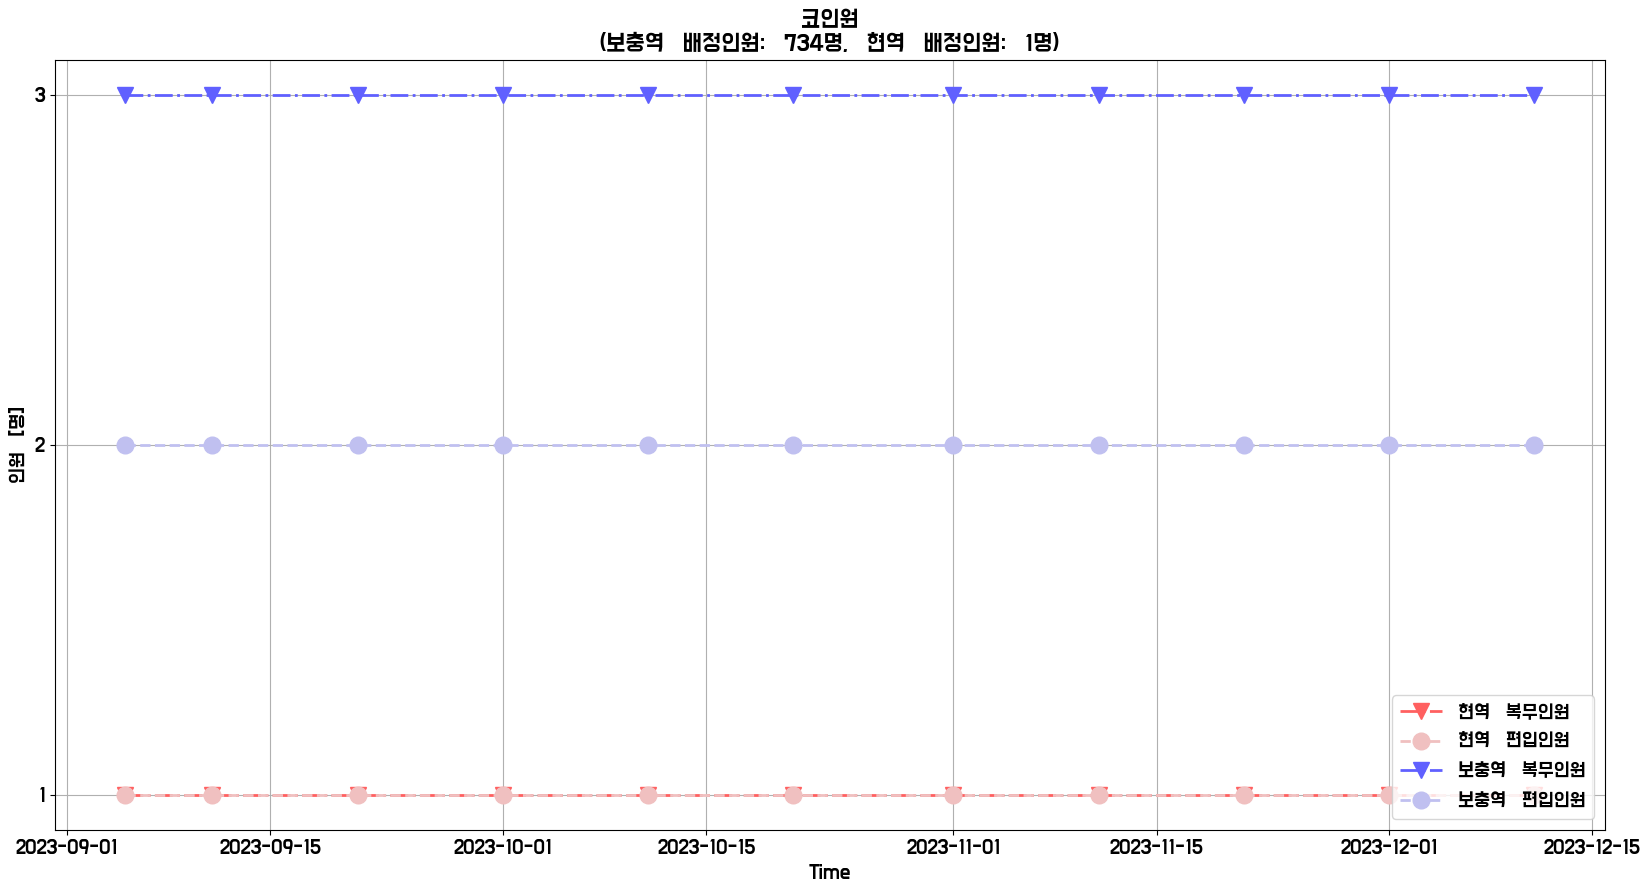 코인원
(보충역 배정인원: 734명, 현역 배정인원: 1명)
3
2
1
인원 [명]
현역 복무인원
현역 편입인원
보충역 복무인원
보충역 편입인원
2023-09-01 2023-09-15 2023-10-01 2023-10-15 2023-11-01 2023-11-15 2023-12-01 2023-12-15
Time